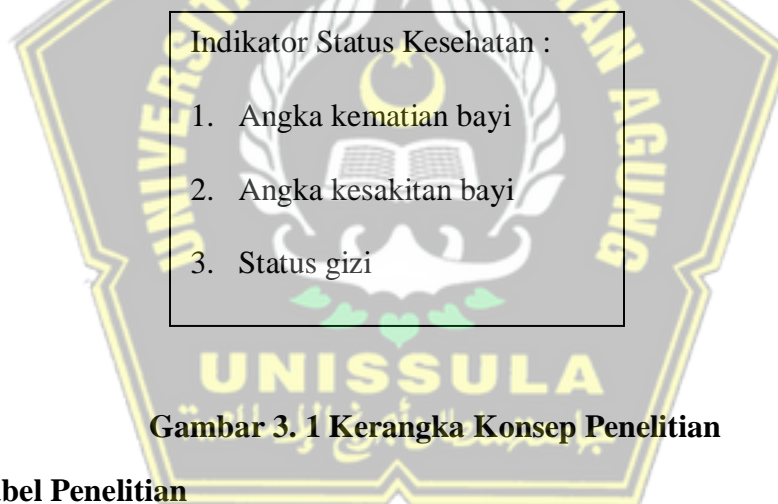 Indikator Status Kesehatan :
1. Angka kematian bayi
2. Angka kesakitan bayi
3. Status gizi
UNISSULA
Gambar 3. 1 Kerangka Konsep Penelitian
bel Penelitian
AGUNG